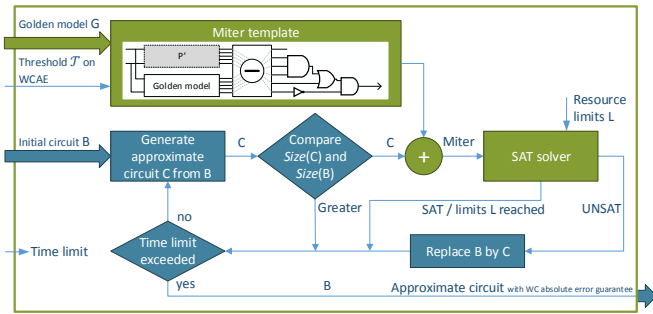 Golden model G
Threshold 𝒯 on
WCAE
Miter template
P'
Golden model
Resource
limits L
Initial circuit B
Generate
approximate
circuit C from B
C
Compare
Size(C) and
Size(B)
C
+
Miter
SAT solver
Greater
SAT / limits L reached
UNSAT
no
Time limit
Time limit
exceeded
Replace B by C
yes
B
Approximate circuit with WC absolute error guarantee